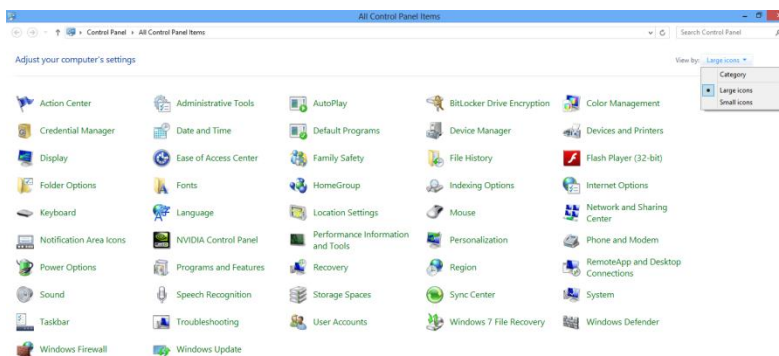 All Control Panel Items
Control Panel
All Control Panel Items
Search Control Panel
Adjust your computer's settings
View by: Large icons
Category
Large icons
Small icons
Action Center
Administrative Tools
AutoPlay
BitLocker Drive Encryption
Color Management
Credential Manager
Date and Time
Default Programs
Device Manager
Devices and Printers
Display
Ease of Access Center
Family Safety
File History
Flash Player (32-bit)
Folder Options
Fonts
HomeGroup
Indexing Options
Internet Options
Keyboard
Language
Location Settings
Mouse
Network and Sharing
Center
Notification Area Icons
NVIDIA Control Panel
Performance Information
and Tools
Personalization
Phone and Modem
Power Options
Programs and Features
Recovery
Region
RemoteApp and Desktop
Connections
Sound
Speech Recognition
Storage Spaces
Sync Center
System
Taskbar
Troubleshooting
User Accounts
Windows 7 File Recovery
Windows Defender
Windows Firewall
Windows Update